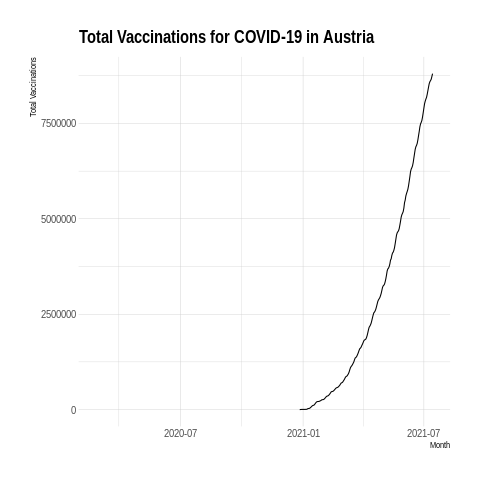 Total Vaccinations for COVID-19 in Austria
Total Vaccinations
7500000
5000000
2500000
0
2020-07 2021-01 2021-07
Month